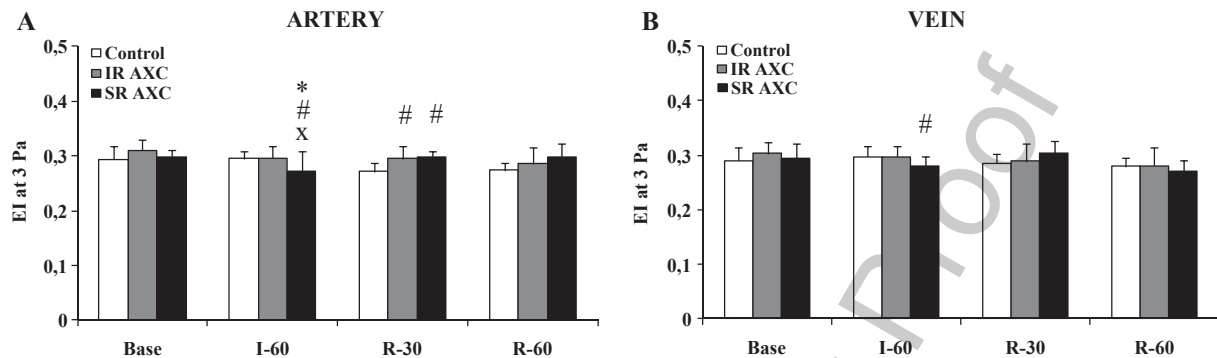 A
ARTERY
0,5
0,4
0,3
0,2
0,1
0
EI at 3 Pa
Control
IR AXC
SR AXC
*
#
x
#
#
Base
I-60
R-30
R-60
B
VEIN
0,5
0,4
0,3
0,2
0,1
0
EI at 3 Pa
Control
IR AXC
SR AXC
#
Base
I-60
R-30
R-60
Proof